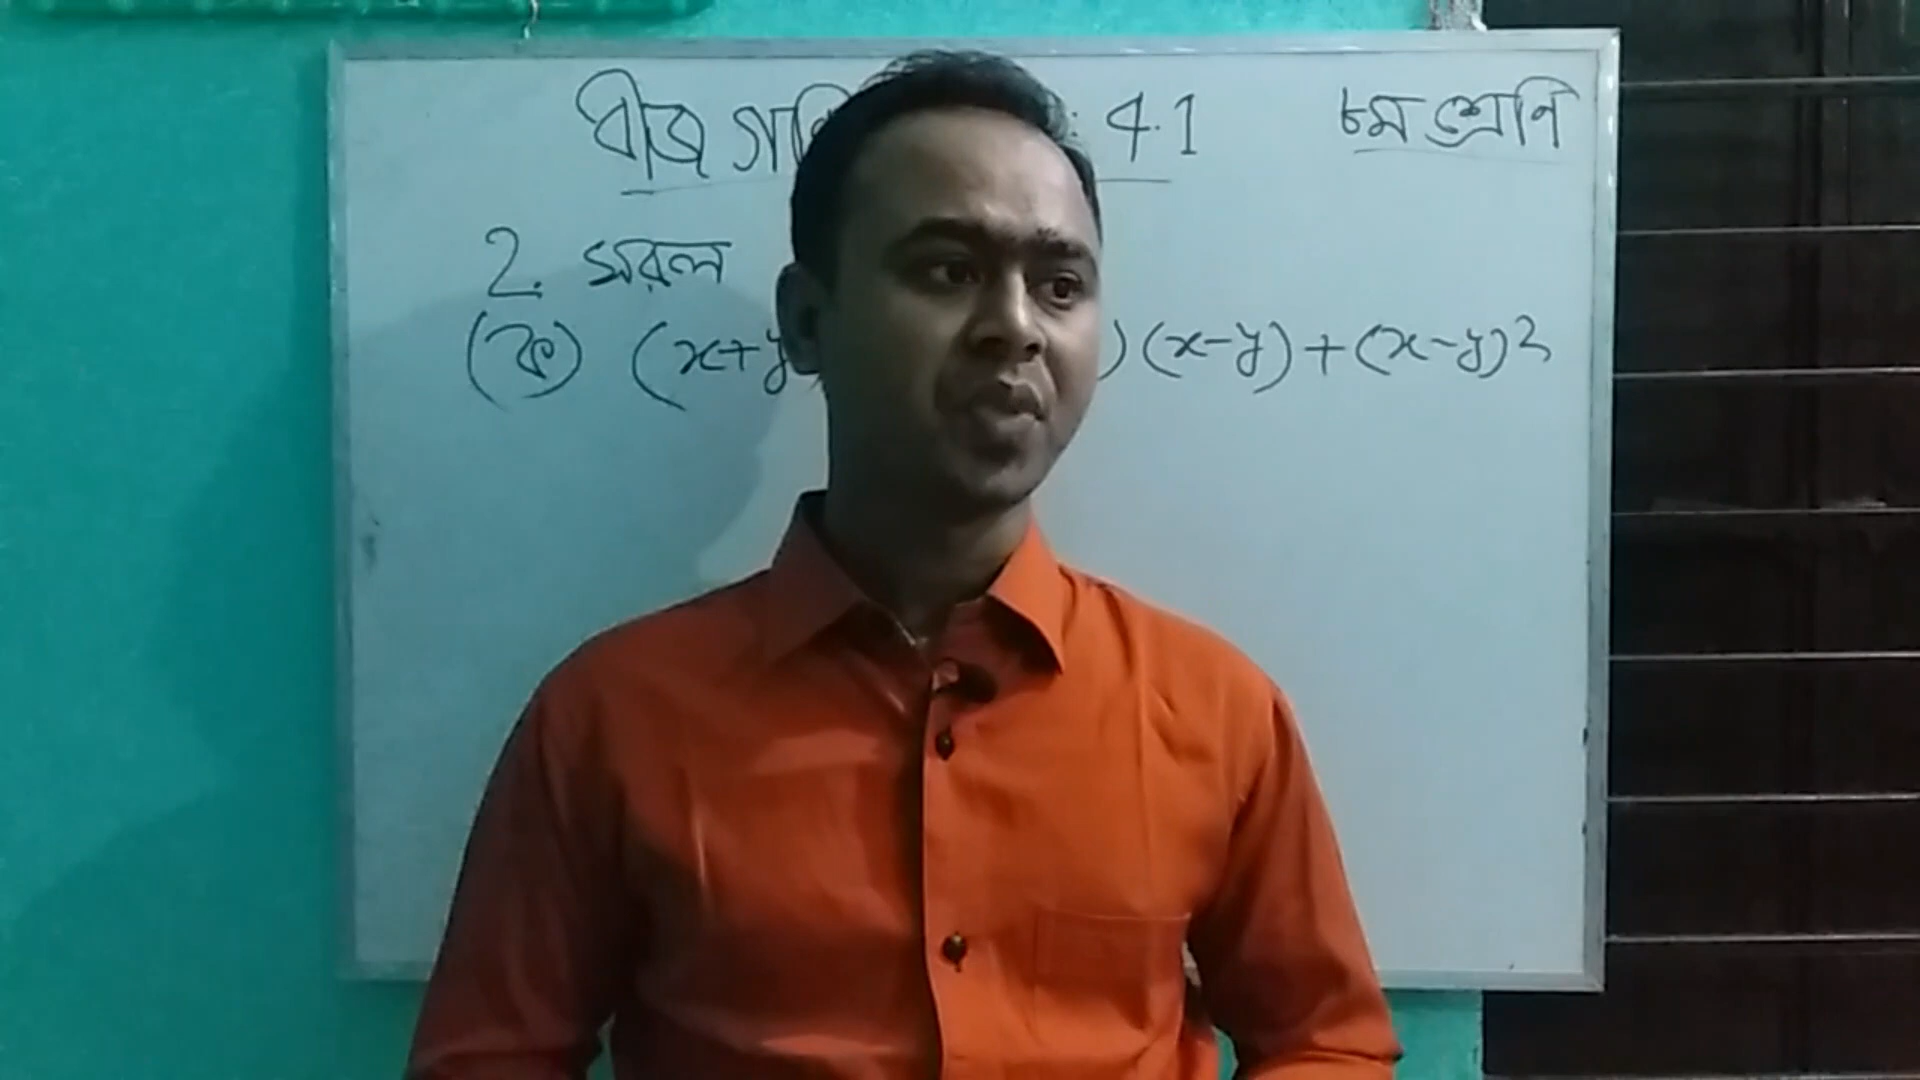 বীজ গণি : 4.1 ৮ম শ্রেণি
2. সরল
(ক) (x+y )(x-y)+(x-y)2